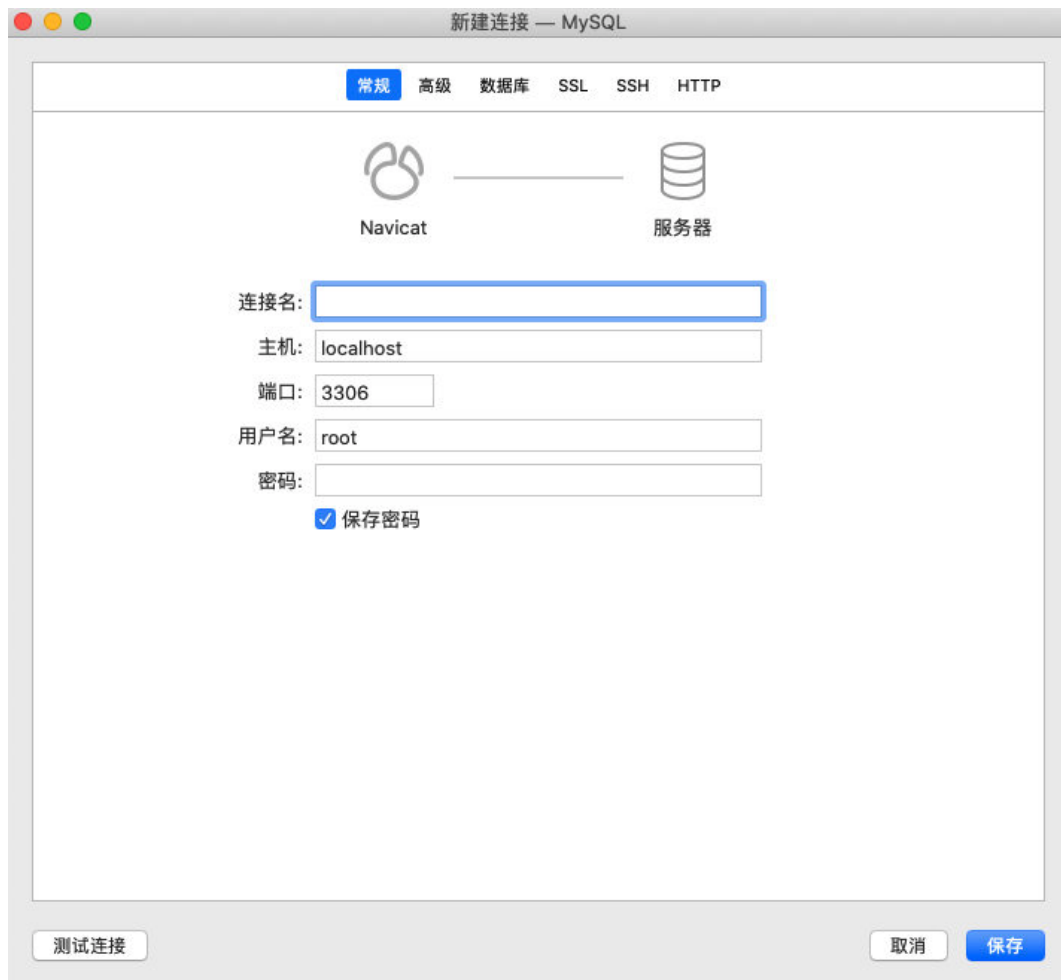 新建连接 — MySQL
常规 高级 数据库 SSL SSH HTTP
Navicat 服务器
连接名:
主机: localhost
端口: 3306
用户名: root
密码:
保存密码
测试连接 取消 保存